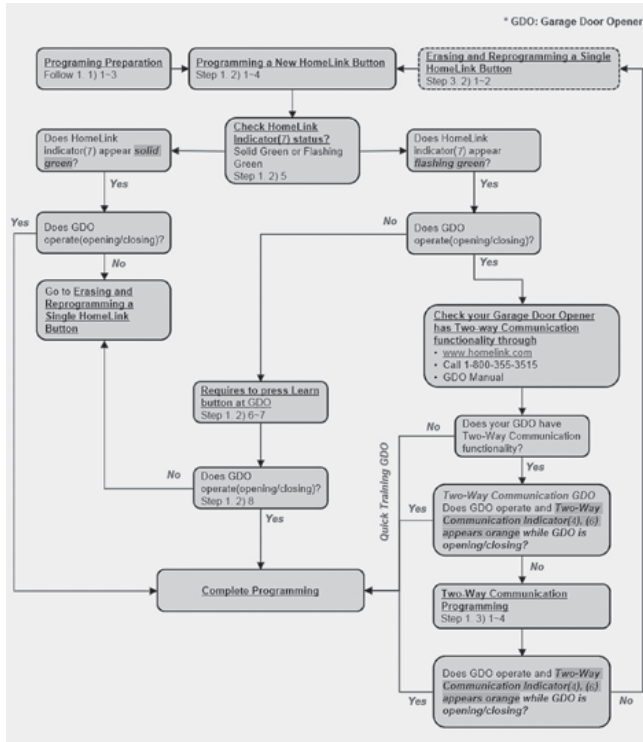 * GDO: Garage Door Opener
Programing Preparation
Follow 1. 1) 1~3
Programming a New HomeLink Button
Step 1. 2) 1~4
Erasing and Reprogramming a Single
HomeLink Button
Step 3. 2) 1~2
Does HomeLink
indicator(7) appear solid
green?
Check HomeLink
Indicator(7) status?
Solid Green or Flashing
Green
Step 1. 2) 5
Does HomeLink
indicator(7) appear
flashing green?
Yes
Yes
Yes
Does GDO
operate(opening/closing)?
No
Does GDO
operate(opening/closing)?
No
Yes
Go to Erasing and
Reprogramming a
Single HomeLink
Button
Check your Garage Door Opener
has Two-way Communication
functionality through
• www.homelink.com
• Call 1-800-355-3515
• GDO Manual
Requires to press Learn
button at GDO
Step 1. 2) 6~7
No
Does your GDO have
Two-Way Communication
functionality?
Yes
No
Does GDO
operate(opening/closing)?
Step 1. 2) 8
Yes
Quick Training GDO
Yes
Two-Way Communication GDO
Does GDO operate and Two-Way
Communication Indicator(4), (6)
appears orange while GDO is
opening/closing?
No
Complete Programming
Two-Way Communication
Programming
Step 1. 3) 1~4
Does GDO operate and Two-Way
Communication Indicator(4), (6)
appears orange while GDO is
opening/closing?
Yes
No